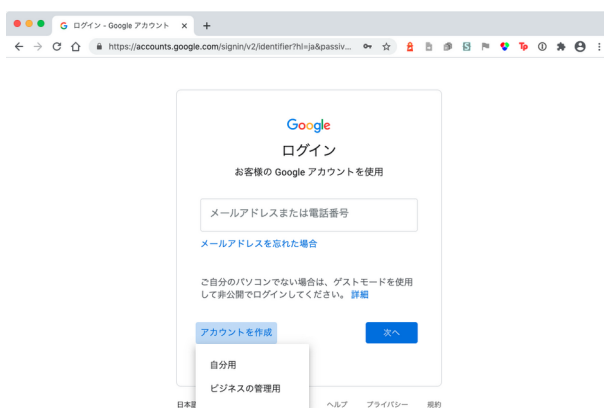 ログイン - Google アカウント
https://accounts.google.com/signin/v2/identifier?hl=ja&passiv...
Google
ログイン
お客様の Google アカウントを使用
メールアドレスまたは電話番号
メールアドレスを忘れた場合
ご自分のパソコンでない場合は、ゲストモードを使用
して非公開でログインしてください。 詳細
アカウントを作成
次へ
自分用
ビジネスの管理用
ヘルプ プライバシー 規約